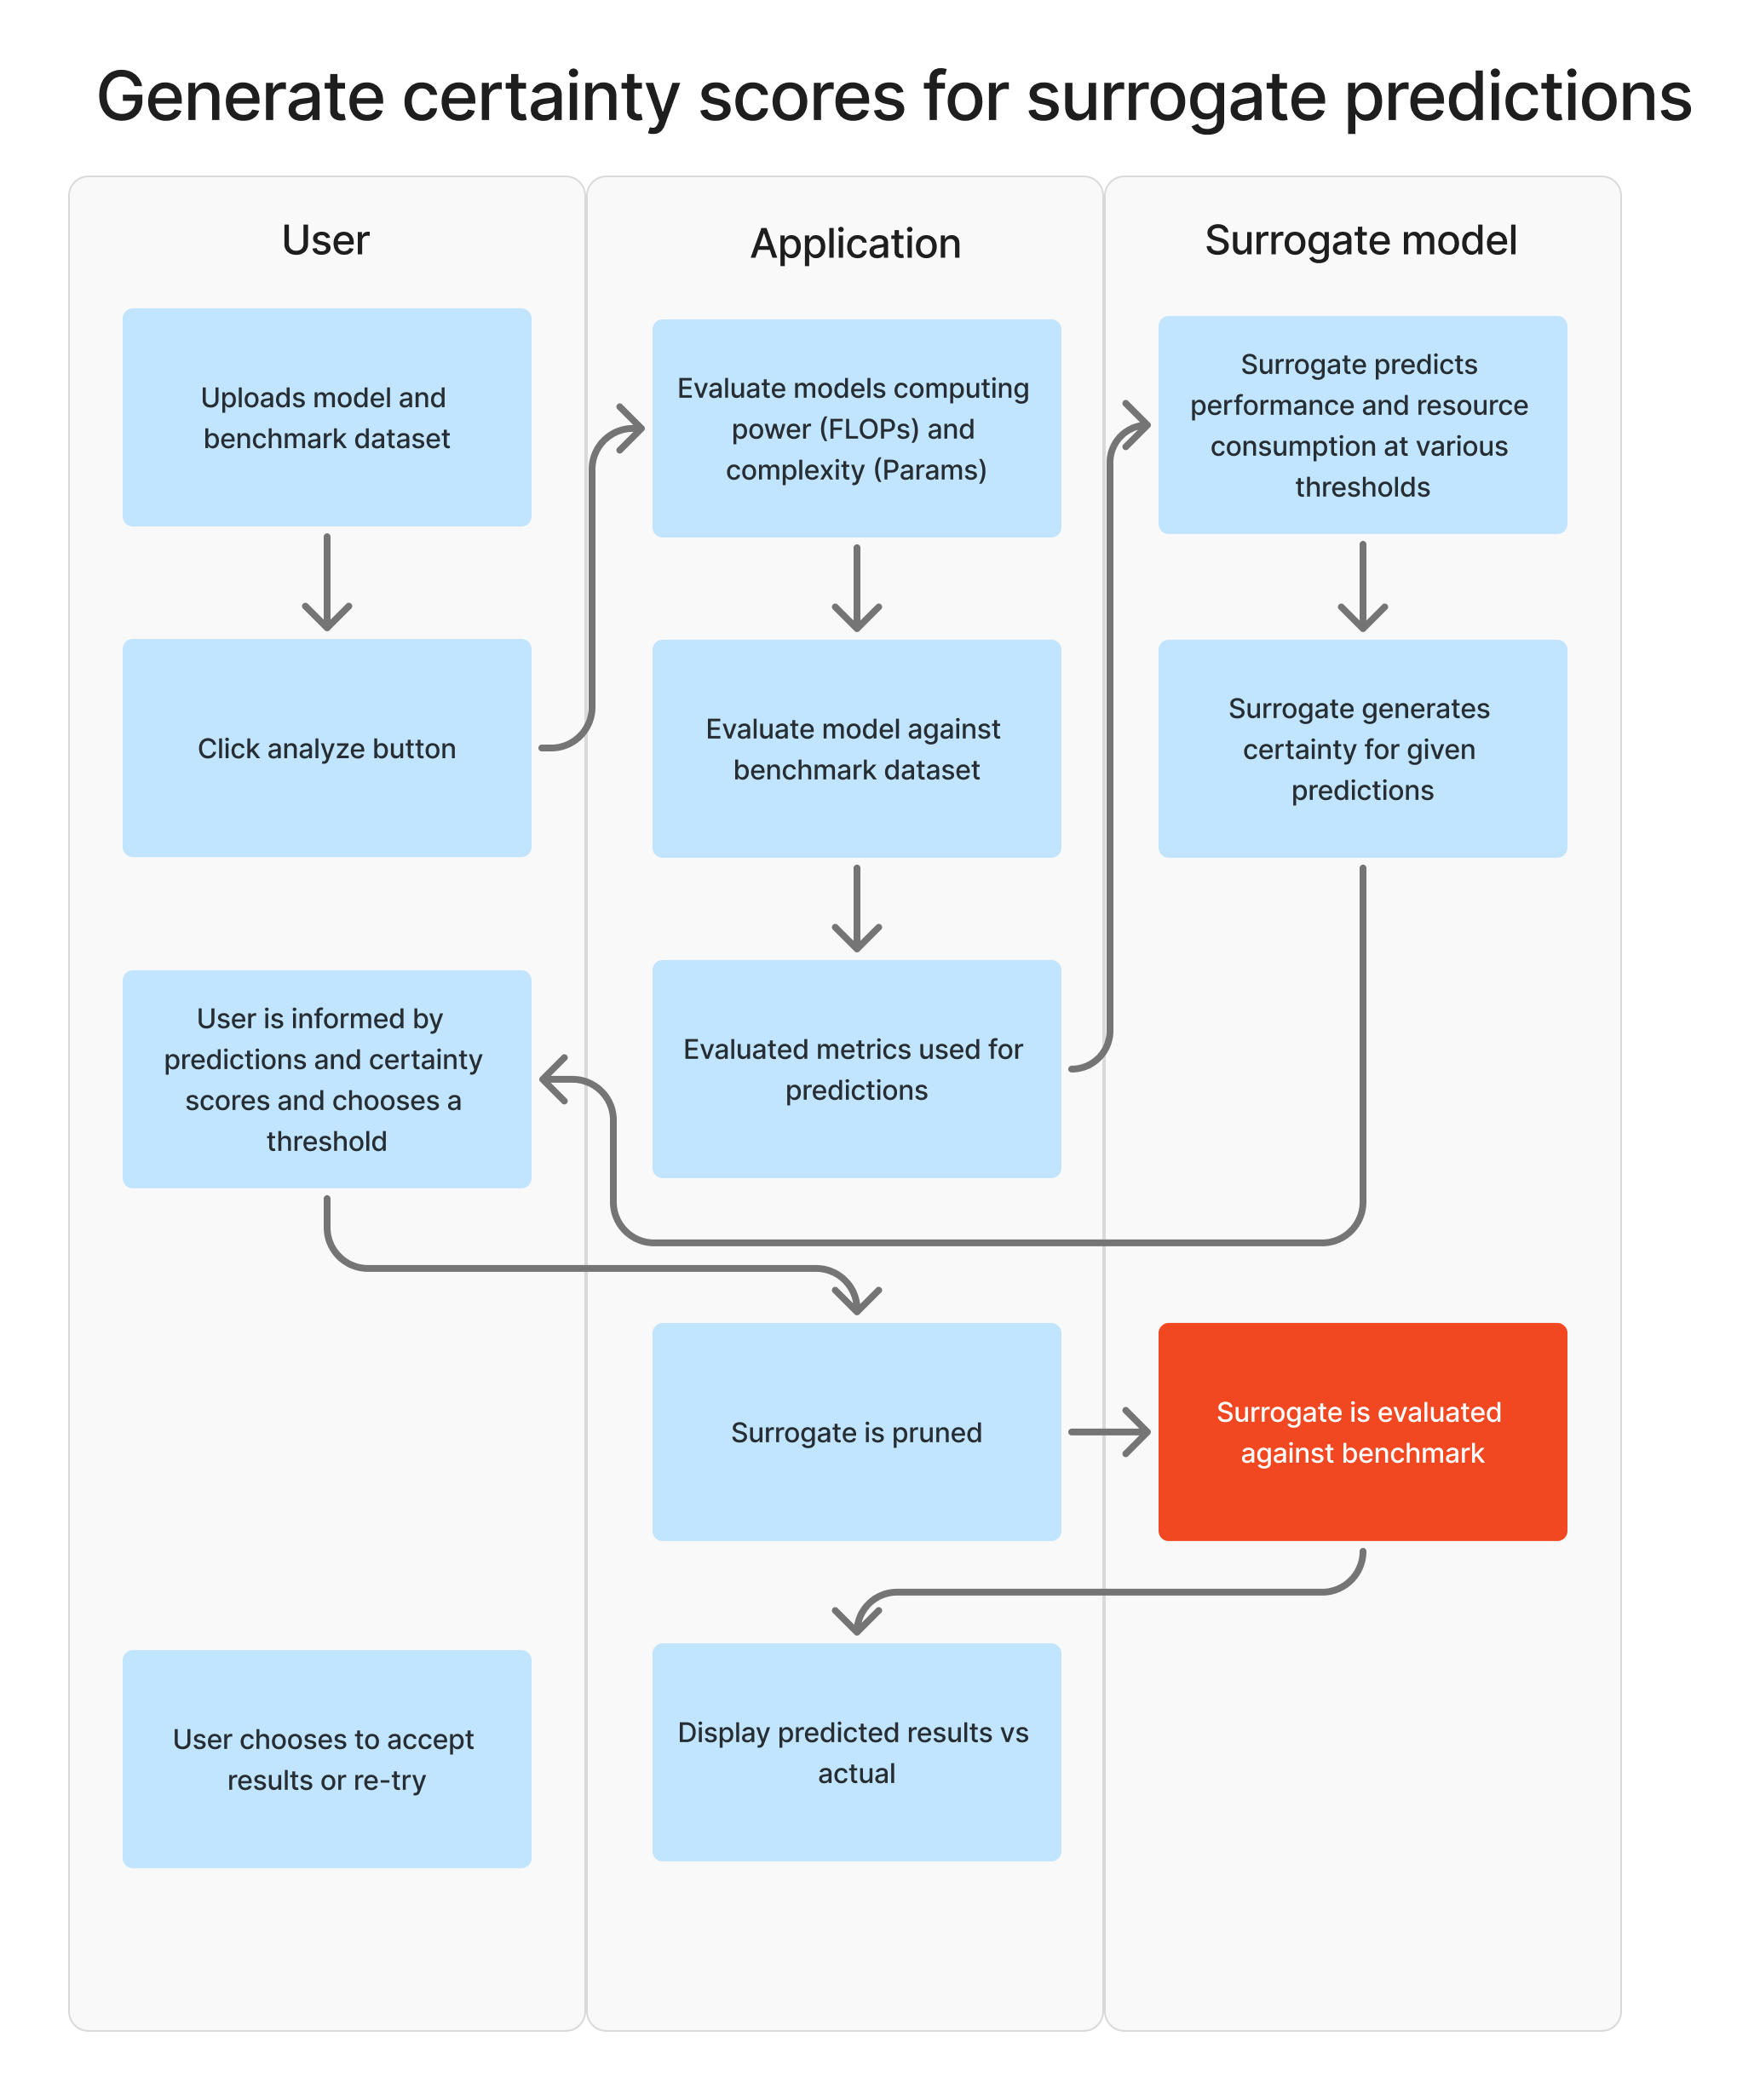 Generate certainty scores for surrogate predictions
User
Uploads model and
benchmark dataset
Click analyze button
User is informed by
predictions and certainty
scores and chooses a
threshold
User chooses to accept
results or re-try
Application
Evaluate models computing
power (FLOPs) and
complexity (Params)
Evaluate model against
benchmark dataset
Evaluated metrics used for
predictions
Surrogate is pruned
Display predicted results vs
actual
Surrogate model
Surrogate predicts
performance and resource
consumption at various
thresholds
Surrogate generates
certainty for given
predictions
Surrogate is evaluated
against benchmark